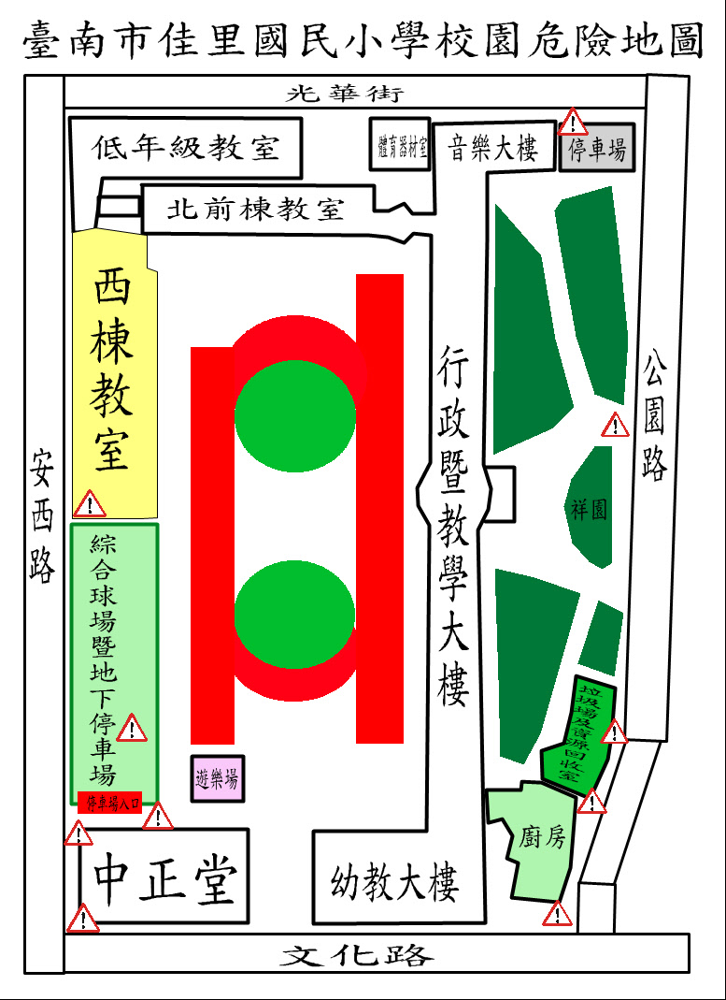 臺南市佳里國民小學校園危險地圖
光華街
低年級教室
體育器材室
音樂大樓
停車場
北前棟教室
西棟教室
行政暨教學大樓
公園路
安西路
祥園
綜合球場暨地下停車場
垃圾場及資源回收室
遊樂場
停車場入口
廚房
中正堂
幼教大樓
文化路